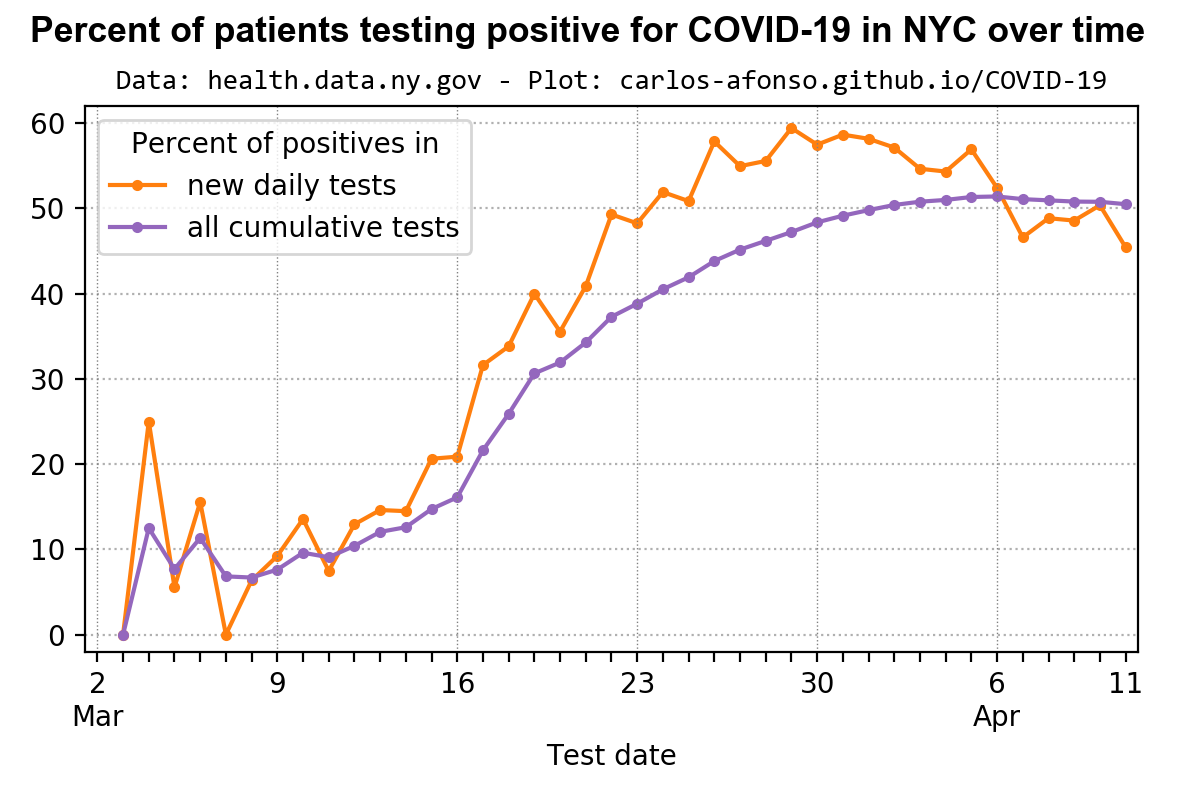 Percent of patients testing positive for COVID-19 in NYC over time
Data: health.data.ny.gov - Plot: carlos-afonso.github.io/COVID-19
60
50
40
30
20
10
0
Percent of positives in
new daily tests
all cumulative tests
2 9 16 23 30 6 11
Mar Apr
Test date